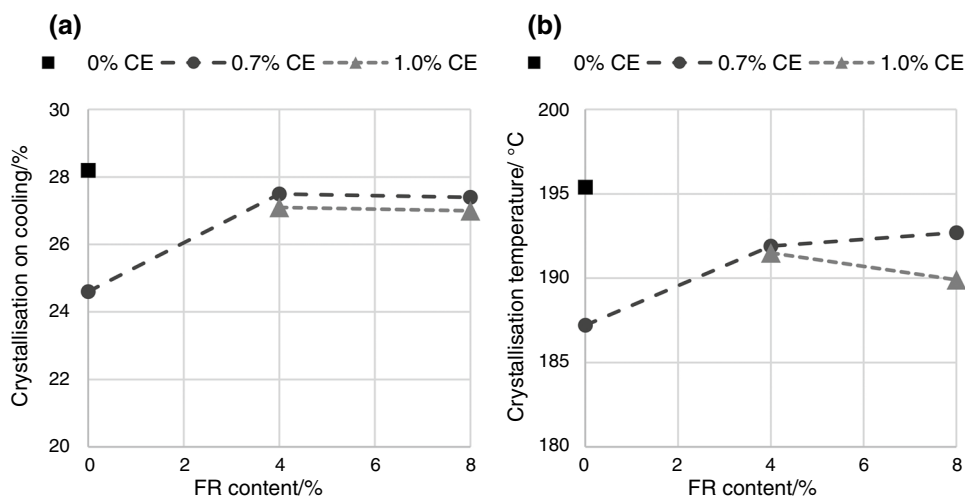 (a)
0% CE 0.7% CE 1.0% CE
30
28
26
24
22
20
0 2 4 6 8
Crystallisation on cooling/%
FR content/%
(b)
0% CE 0.7% CE 1.0% CE
200
195
190
185
180
0 2 4 6 8
Crystallisation temperature/ °C
FR content/%